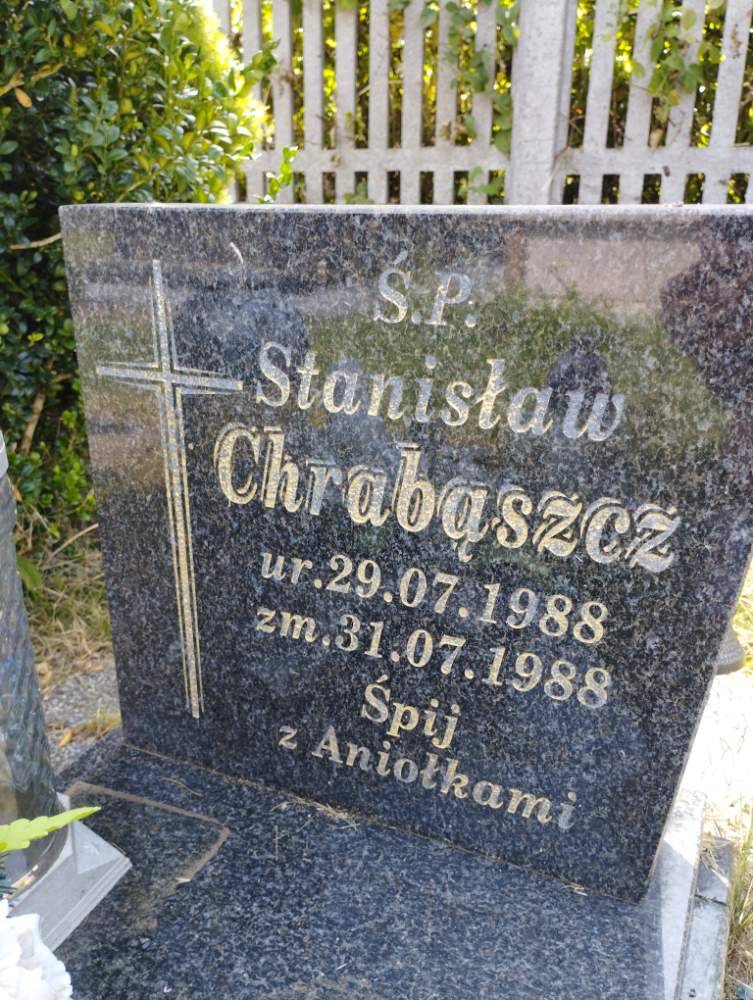 Ś.P.
Stanisław
Chrabąszcz
ur.29.07.1988
zm.31.07.1988
Śpij
z Aniołkami